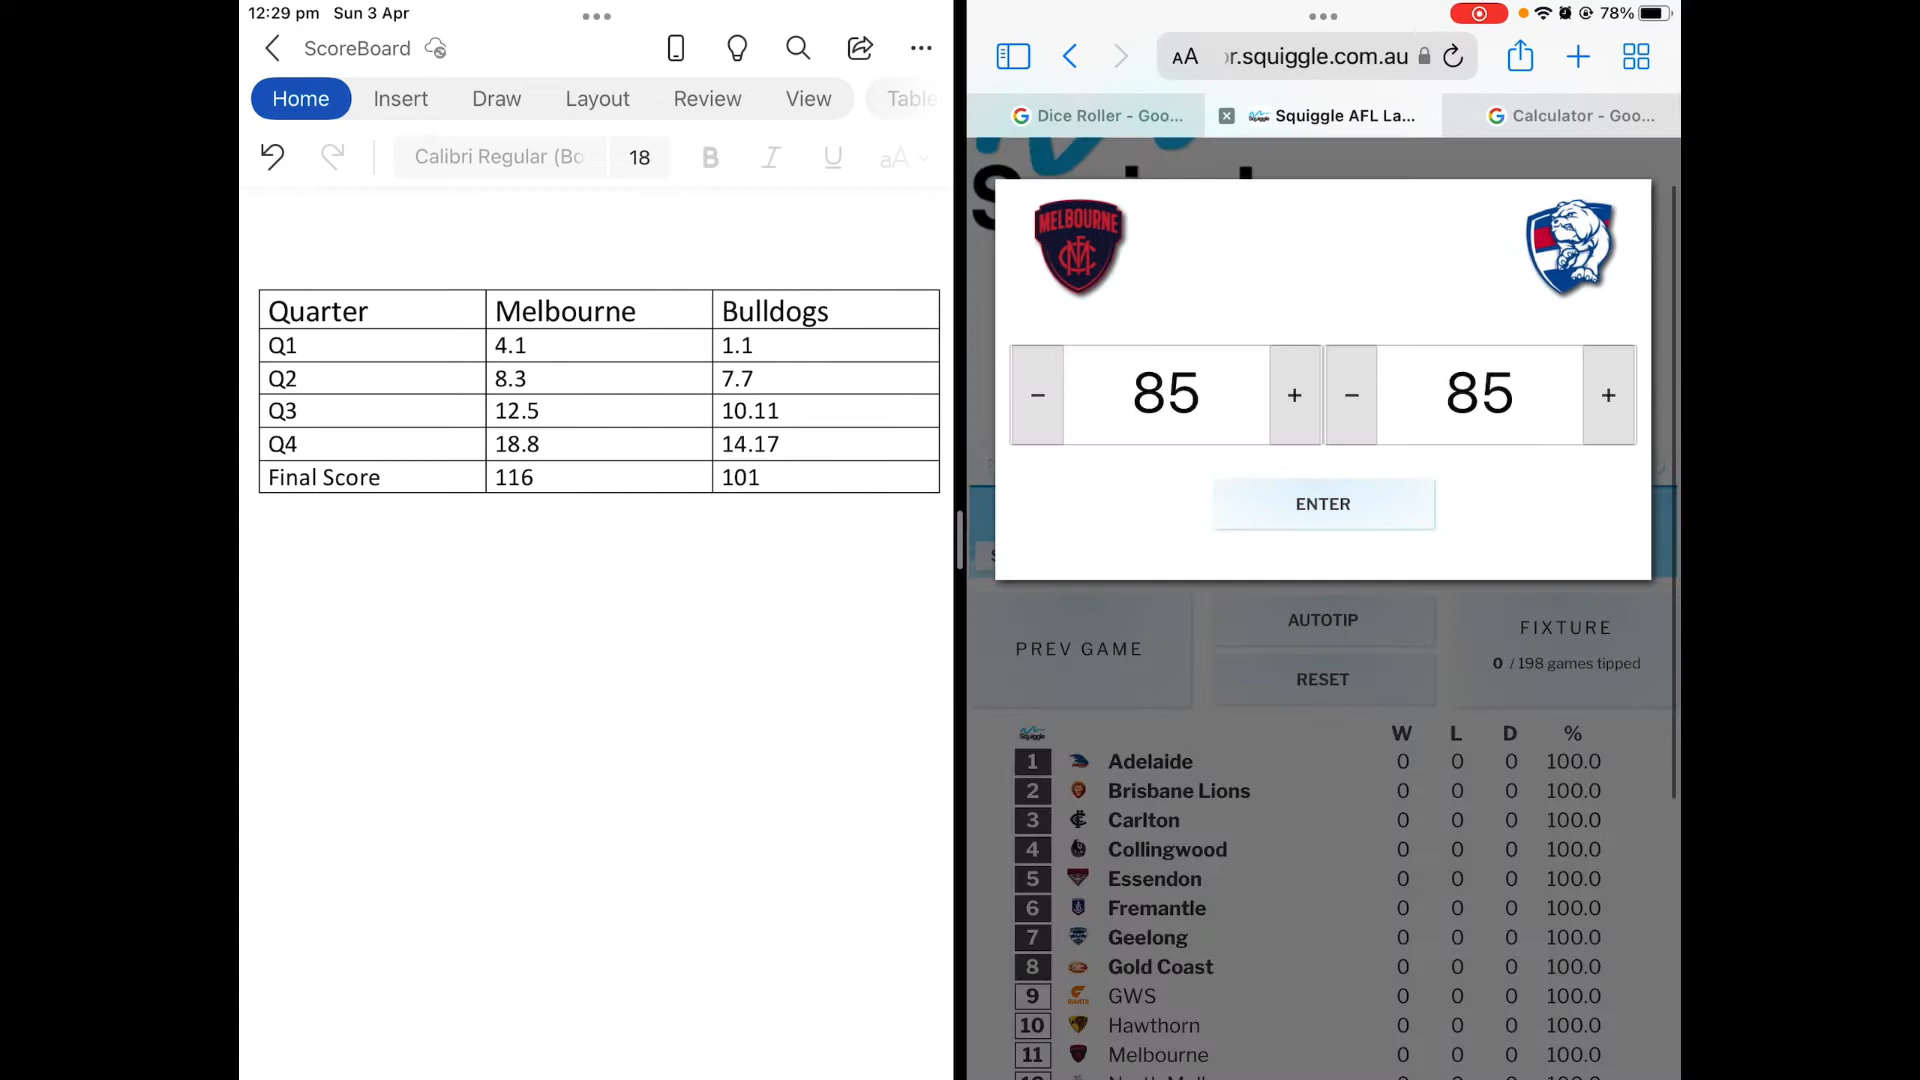 12:29 pm Sun 3 Apr
ScoreBoard
Home Insert Draw Layout Review View Table
Calibri Regular (Bo 18 B I U aA
Quarter Melbourne Bulldogs
Q1 4.1 1.1
Q2 8.3 7.7
Q3 12.5 10.11
Q4 18.8 14.17
Final Score 116 101
78%
AA r.squiggle.com.au
Dice Roller - Goo... Squiggle AFL La... Calculator - Goo...
MELBOURNE
− 85 + − 85 +
ENTER
PREV GAME
AUTOTIP
RESET
FIXTURE
0 / 198 games tipped
Squiggle W L D %
1 Adelaide 0 0 0 100.0
2 Brisbane Lions 0 0 0 100.0
3 Carlton 0 0 0 100.0
4 Collingwood 0 0 0 100.0
5 Essendon 0 0 0 100.0
6 Fremantle 0 0 0 100.0
7 Geelong 0 0 0 100.0
8 Gold Coast 0 0 0 100.0
9 GWS 0 0 0 100.0
10 Hawthorn 0 0 0 100.0
11 Melbourne 0 0 0 100.0